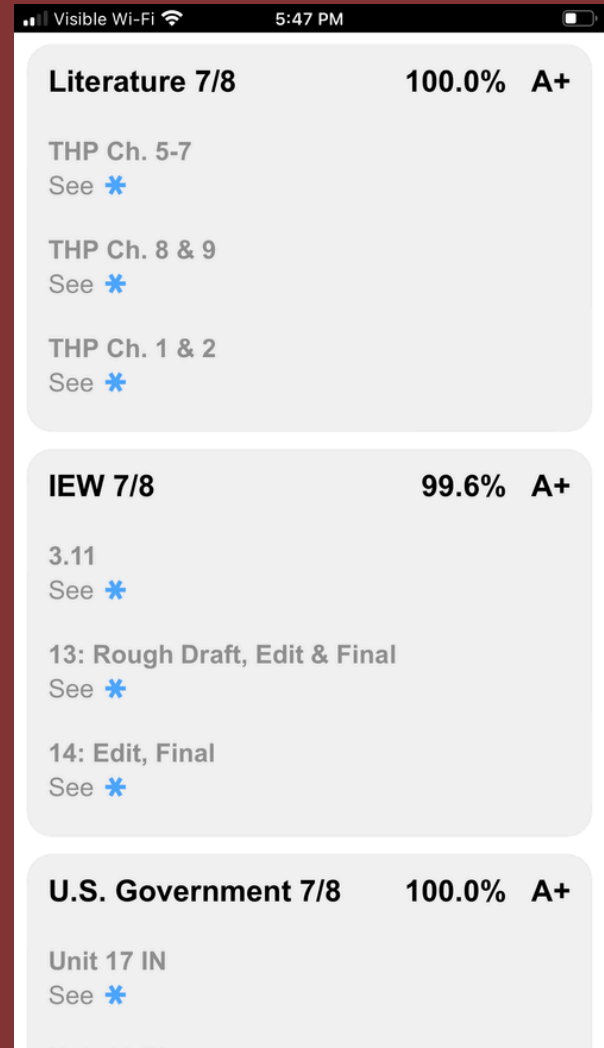 Visible Wi-Fi 5:47 PM
Literature 7/8 100.0% A+
THP Ch. 5-7
See *
THP Ch. 8 & 9
See *
THP Ch. 1 & 2
See *
IEW 7/8 99.6% A+
3.11
See *
13: Rough Draft, Edit & Final
See *
14: Edit, Final
See *
U.S. Government 7/8 100.0% A+
Unit 17 IN
See *